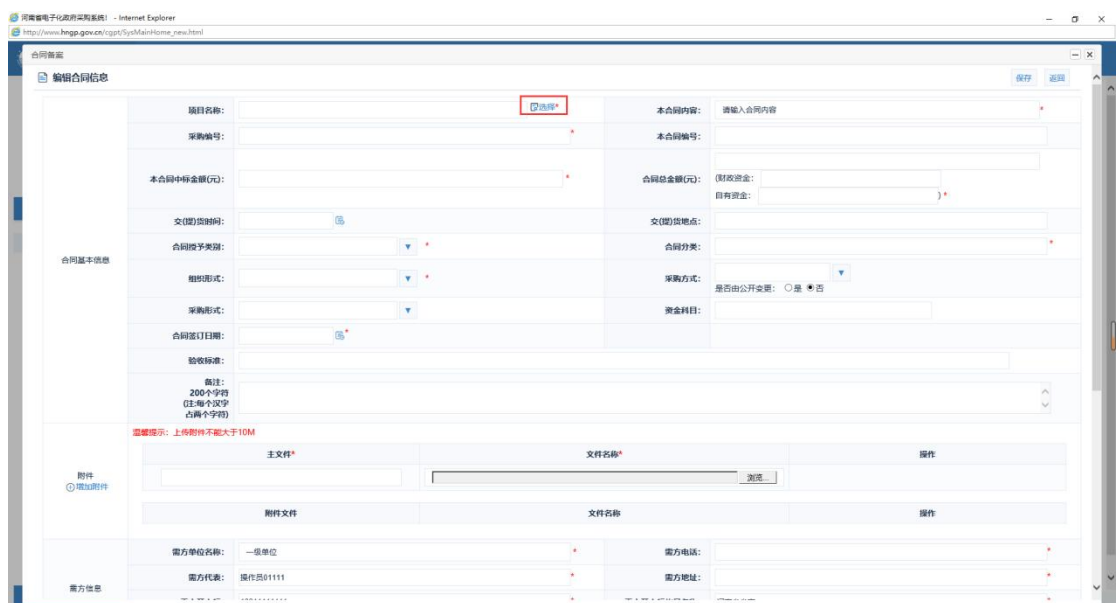 河南省电子化政府采购系统! - Internet Explorer
http://www.hngp.gov.cn/cgpt/SysMainHome_new.html
合同备案
编辑合同信息 保存 返回
项目名称: 选择* 本合同内容: 请输入合同内容 *
采购编号: * 本合同编号:
本合同中标金额(元): * 合同总金额(元): (财政资金:
自有资金: ) *
交(提)货时间: 交(提)货地点:
合同授予类别: * 合同分类: *
合同基本信息
组织形式: * 采购方式:
是否由公开变更: 是 否
采购形式: 资金科目:
合同签订日期: *
验收标准:
备注:
200个字符
(注:每个汉字
占两个字符)
温馨提示: 上传附件不能大于10M
主文件* 文件名称* 操作
附件
增加附件
浏览...
附件文件 文件名称 操作
需方单位名称: 一级单位 * 需方电话: *
需方代表: 操作员01111 * 需方地址: *
需方信息